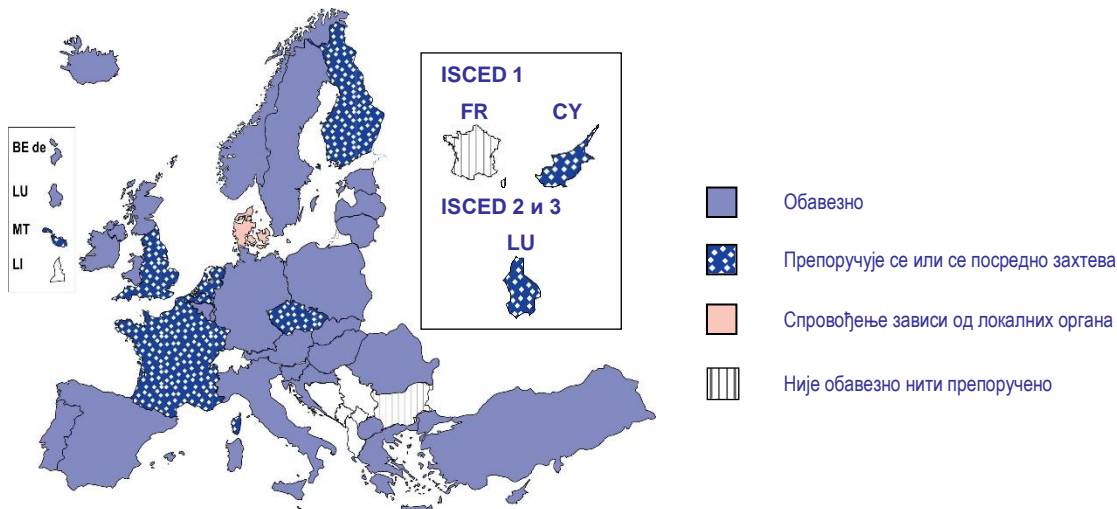 BE de
LU
MT
LI
ISCED 1
FR CY
ISCED 2 и 3
LU
Обавезно
Препоручује се или се посредно захтева
Спровођење зависи од локалних органа
Није обавезно нити препоручено